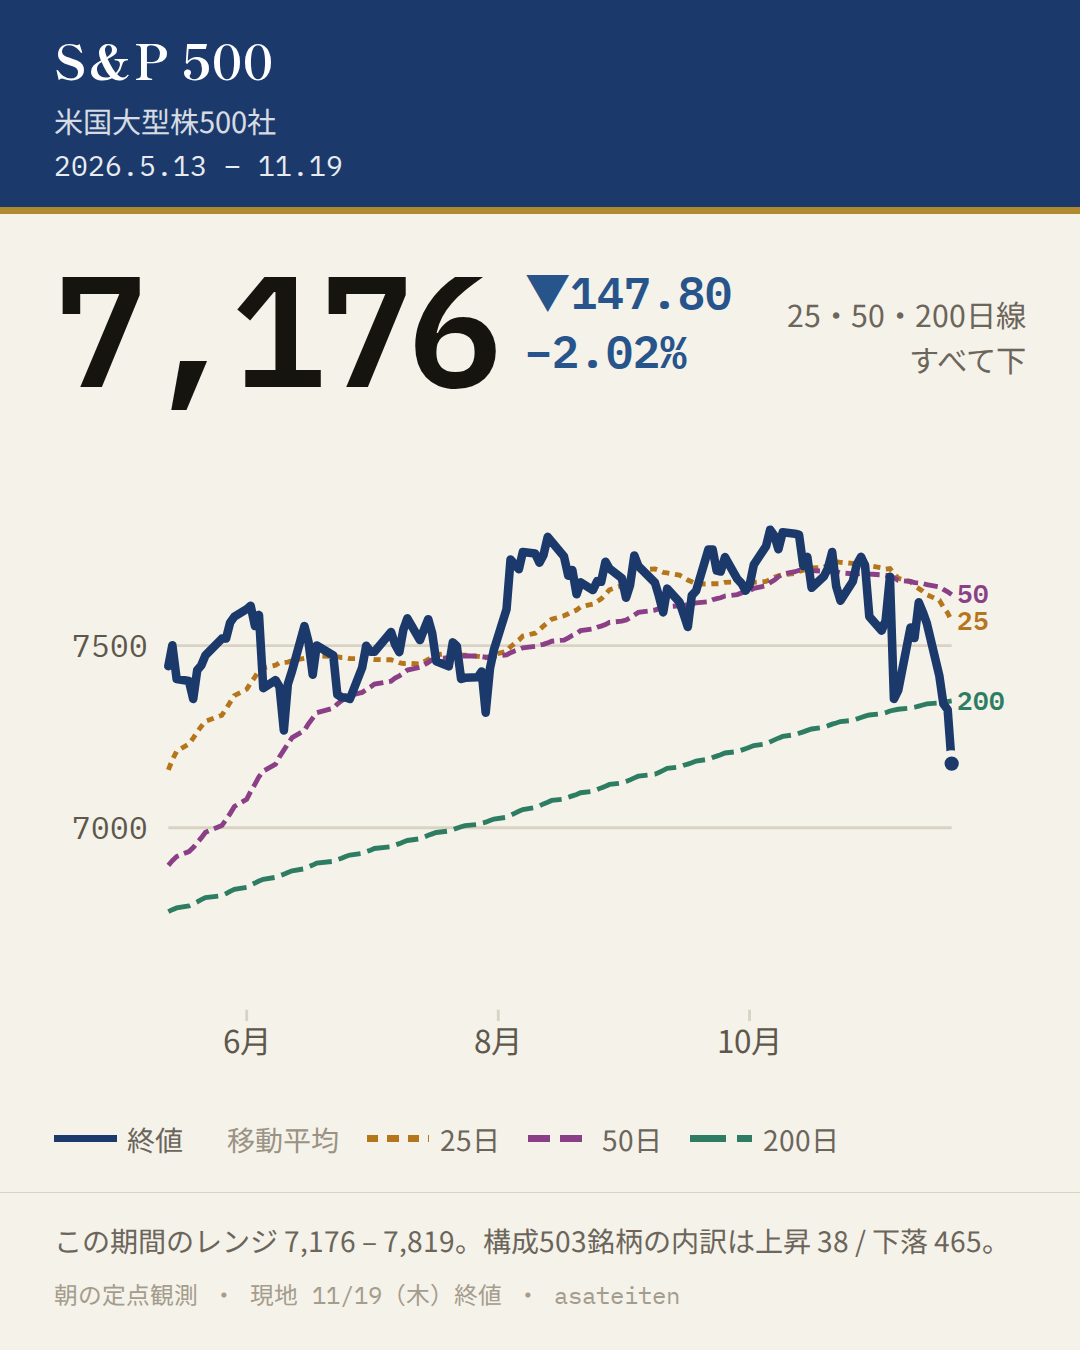 S&P 500
米国大型株500社
2026.5.13 – 11.19
7,176
▼147.80
−2.02%
25・50・200日線
すべて下
50
25
7500
200
7000
6月 8月 10月
終値 移動平均 25日 50日 200日
この期間のレンジ 7,176 – 7,819。構成503銘柄の内訳は上昇 38 / 下落 465。
朝の定点観測 ・ 現地 11/19（木）終値 ・ asateiten